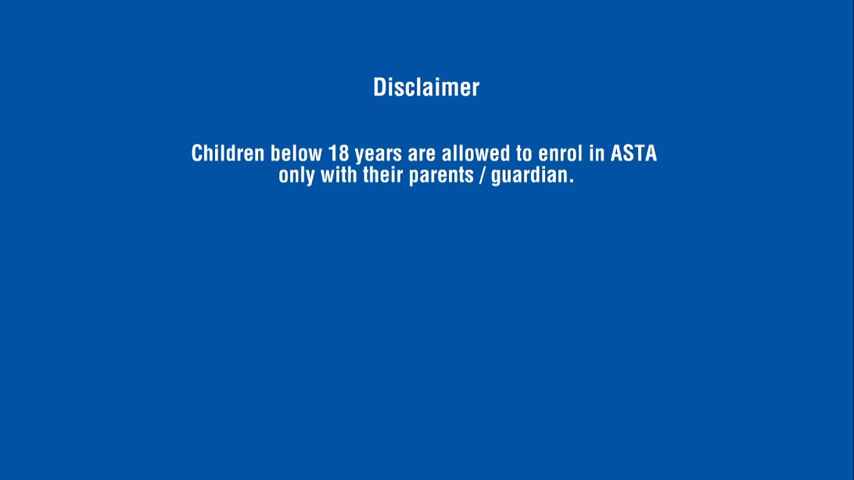 Disclaimer
Children below 18 years are allowed to enrol in ASTA
only with their parents / guardian.